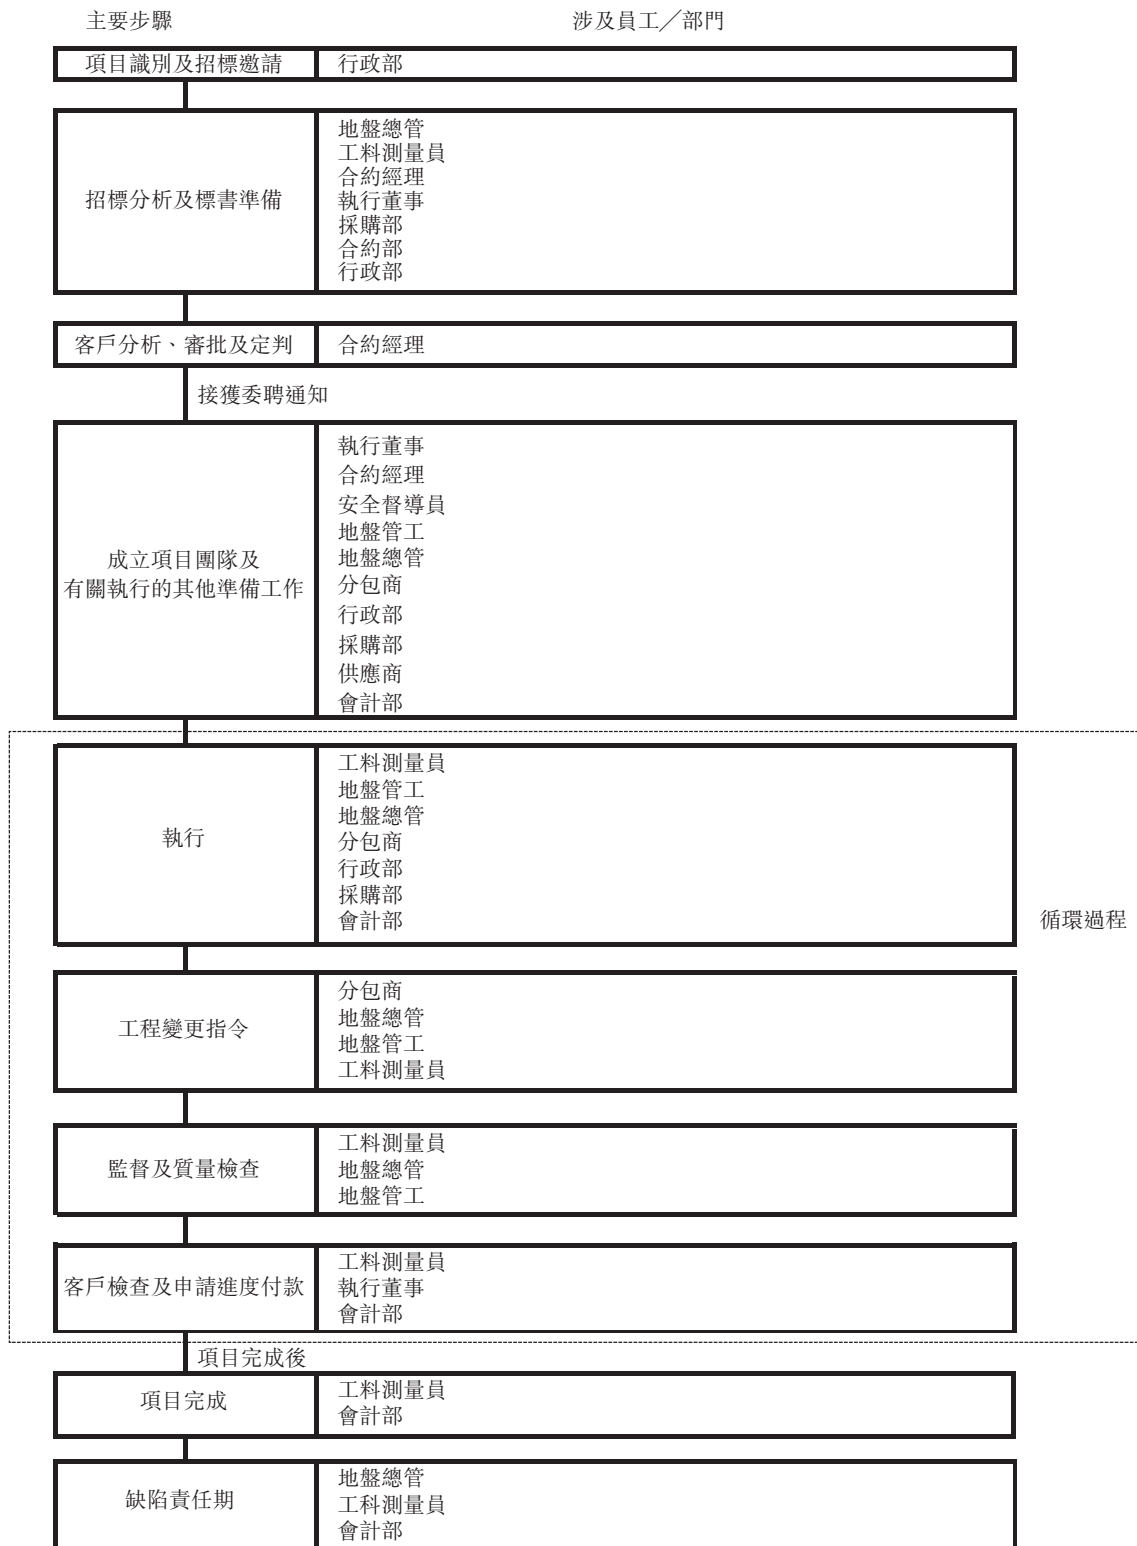 主要步驟
涉及員工╱部門
項目識別及招標邀請
行政部
招標分析及標書準備
地盤總管
工料測量員
合約經理
執行董事
採購部
合約部
行政部
客戶分析、審批及定判
合約經理
接獲委聘通知
成立項目團隊及
有關執行的其他準備工作
執行董事
合約經理
安全督導員
地盤管工
地盤總管
分包商
行政部
採購部
供應商
會計部
執行
工料測量員
地盤管工
地盤總管
分包商
行政部
採購部
會計部
循環過程
工程變更指令
分包商
地盤總管
地盤管工
工料測量員
監督及質量檢查
工料測量員
地盤總管
地盤管工
客戶檢查及申請進度付款
工料測量員
執行董事
會計部
項目完成後
項目完成
工料測量員
會計部
缺陷責任期
地盤總管
工科測量員
會計部